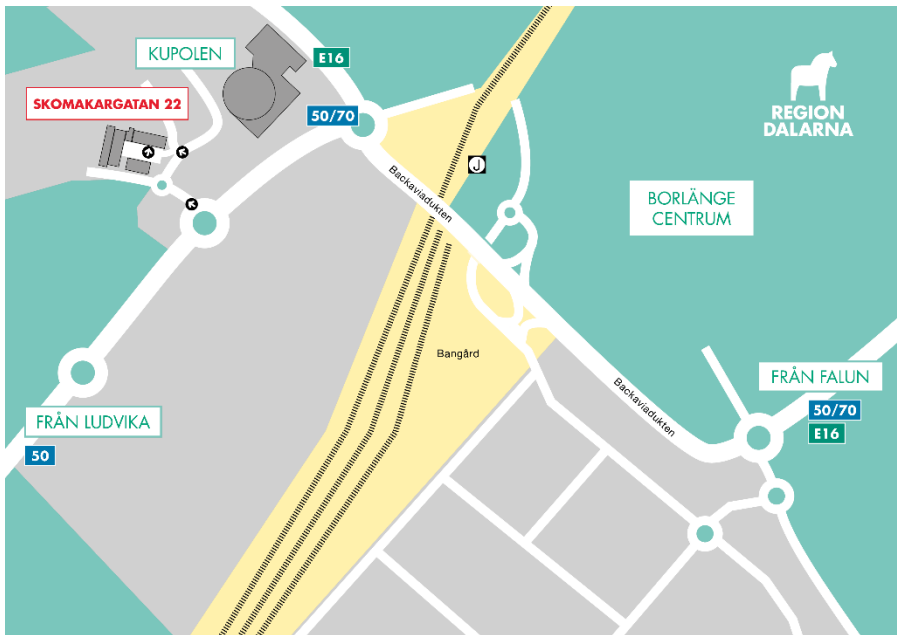 KUPOLEN
E16
SKOMAKARGATAN 22
50/70
REGION
DALARNA
J
Backaviadukten
BORLÄNGE
CENTRUM
Bangård
FRÅN FALUN
50/70
E16
Backaviadukten
FRÅN LUDVIKA
50